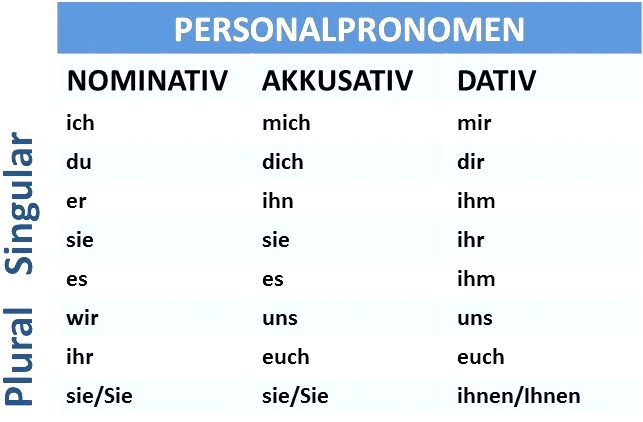 PERSONALPRONOMEN
NOMINATIV AKKUSATIV DATIV
Singular
ich mich mir
du dich dir
er ihn ihm
sie sie ihr
es es ihm
Plural
wir uns uns
ihr euch euch
sie/Sie sie/Sie ihnen/Ihnen